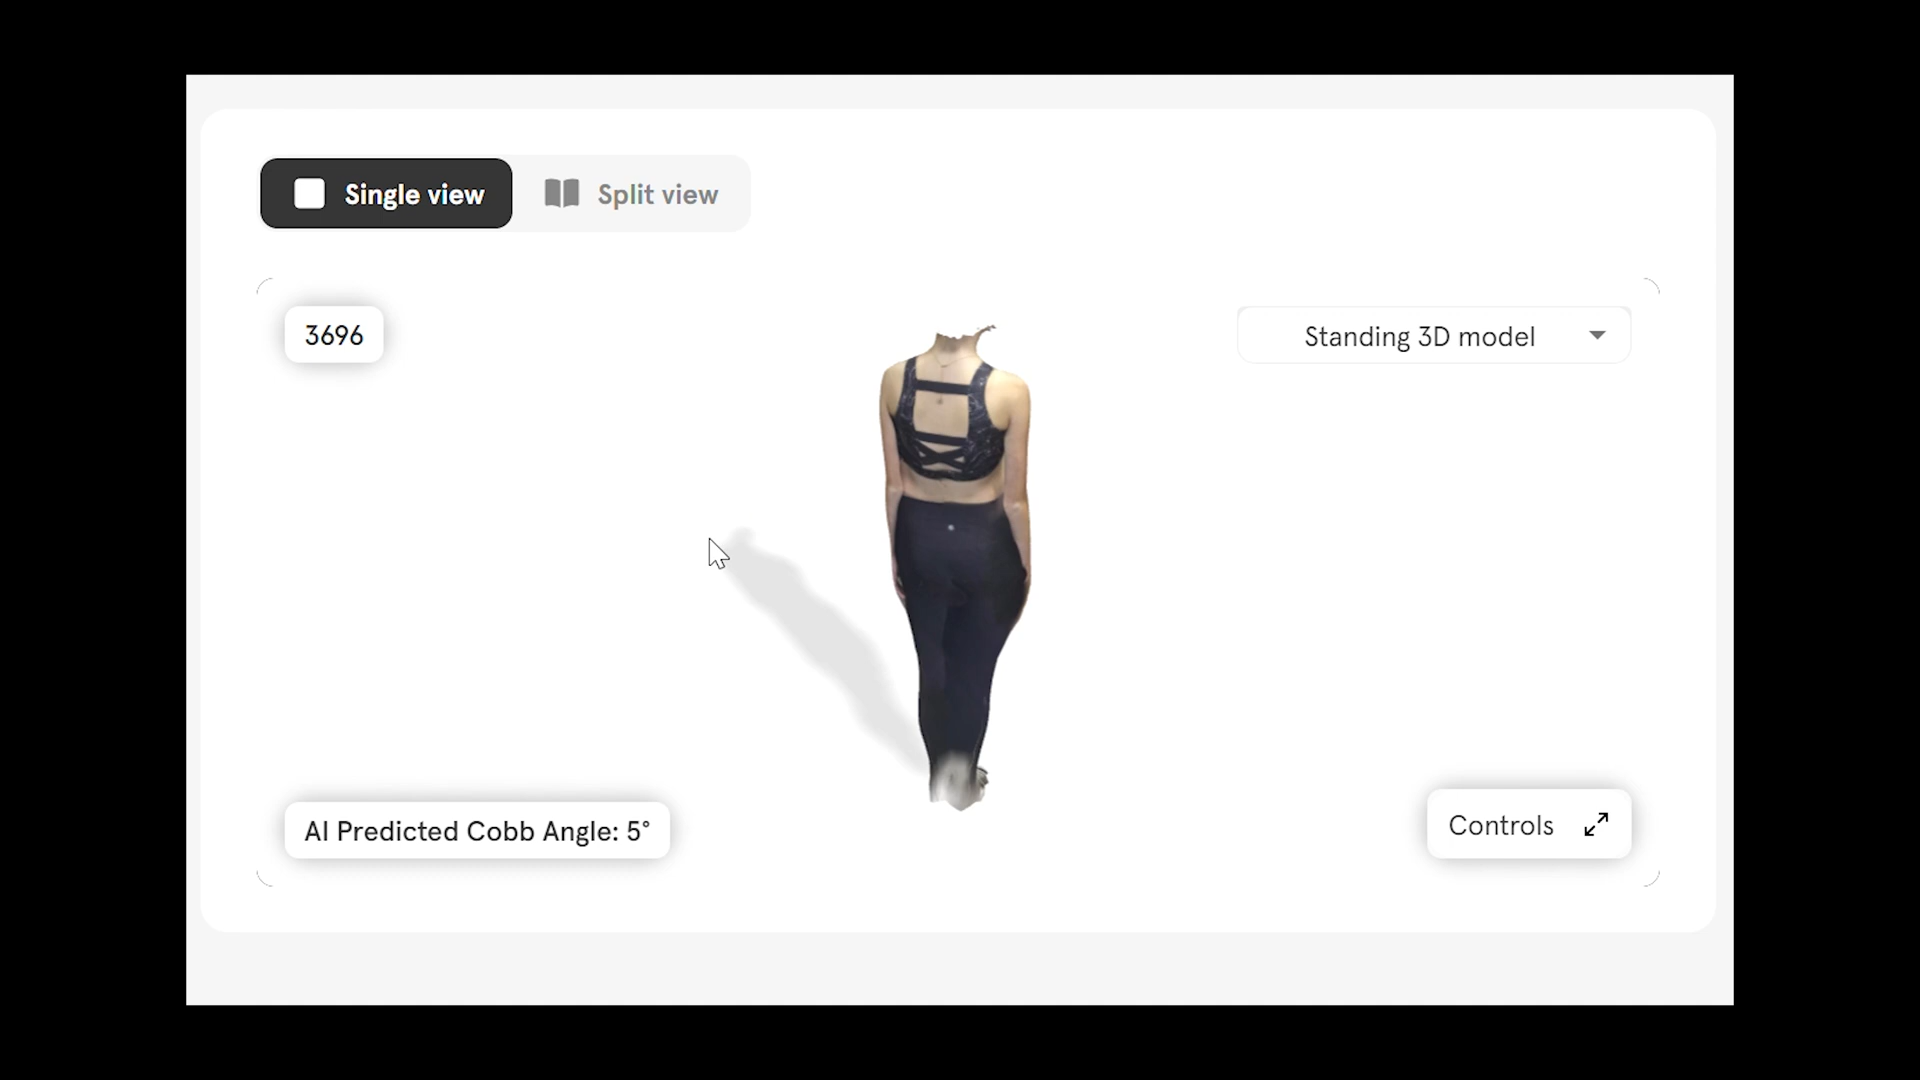 Single view
Split view
3696
Standing 3D model
AI Predicted Cobb Angle: 5°
Controls